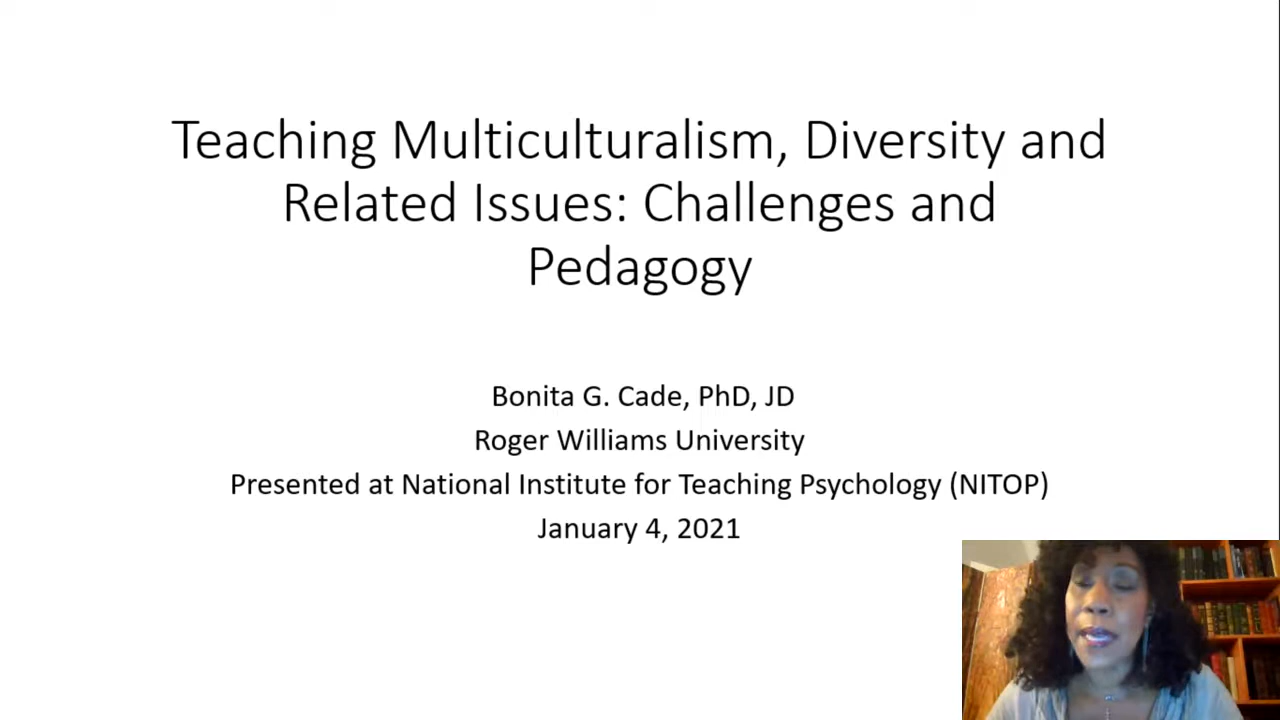 Teaching Multiculturalism, Diversity and
Related Issues: Challenges and
Pedagogy
Bonita G. Cade, PhD, JD
Roger Williams University
Presented at National Institute for Teaching Psychology (NITOP)
January 4, 2021